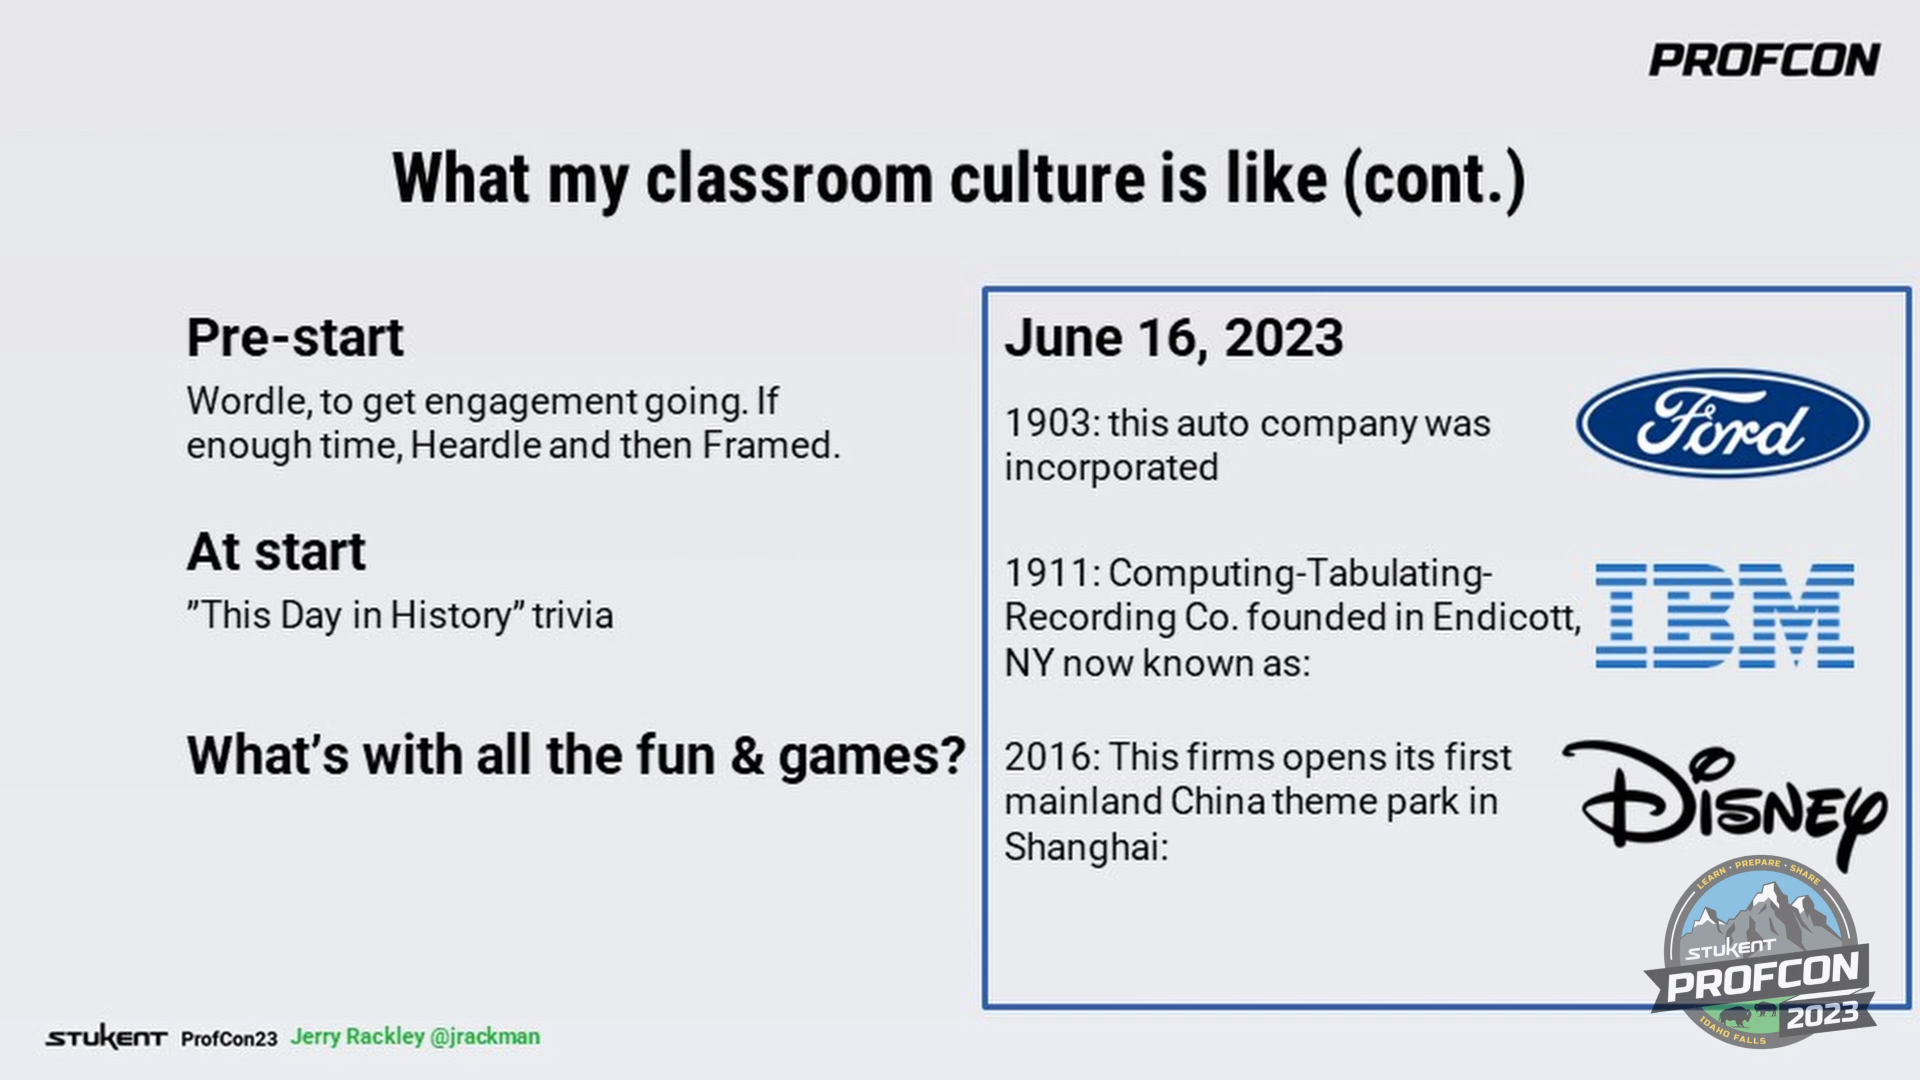 PROFCON
What my classroom culture is like (cont.)
Pre-start
Wordle, to get engagement going. If
enough time, Heardle and then Framed.
At start
”This Day in History” trivia
What’s with all the fun & games?
June 16, 2023
1903: this auto company was
incorporated
Ford
1911: Computing-Tabulating-
Recording Co. founded in Endicott,
NY now known as:
IBM
2016: This firms opens its first
mainland China theme park in
Shanghai:
Disney
LEARN • PREPARE • SHARE
STUKENT
PROFCON
2023
IDAHO FALLS
STUKENT ProfCon23 Jerry Rackley @jrackman